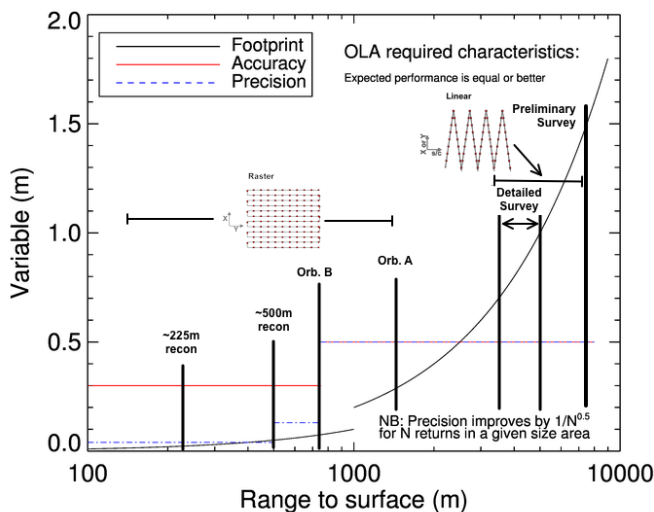 2.0
1.5
1.0
0.5
0.0
Variable (m)
Footprint
Accuracy
Precision
OLA required characteristics:
Expected performance is equal or better
Linear
X or Y
Preliminary
Survey
Raster
X
Y
Detailed
Survey
Orb. B
Orb. A
~500m
recon
~225m
recon
NB: Precision improves by 1/N^0.5
for N returns in a given size area
100
1000
10000
Range to surface (m)